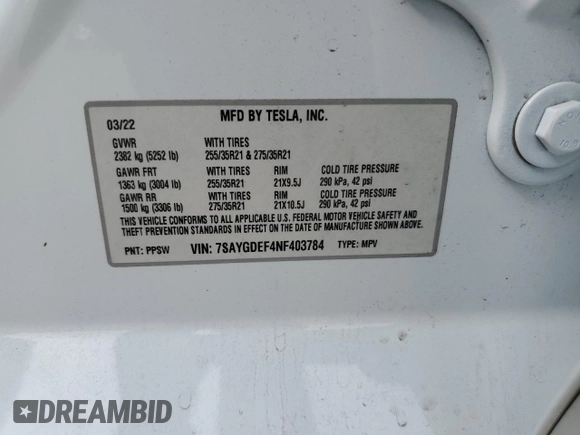 MFD BY TESLA, INC.
03/22
GVWR WITH TIRES
2382 kg (5252 lb) 255/35R21 & 275/35R21
GAWR FRT WITH TIRES RIM COLD TIRE PRESSURE
1363 kg (3004 lb) 255/35R21 21X9.5J 290 kPa, 42 psi
GAWR RR WITH TIRES RIM COLD TIRE PRESSURE
1500 kg (3306 lb) 275/35R21 21X10.5J 290 kPa, 42 psi
THIS VEHICLE CONFORMS TO ALL APPLICABLE U.S. FEDERAL MOTOR VEHICLE SAFETY AND
THEFT PREVENTION STANDARDS IN EFFECT ON THE DATE OF MANUFACTURE SHOWN ABOVE.
PNT: PPSW VIN: 7SAYGDEF4NF403784 TYPE: MPV
DREAMBID